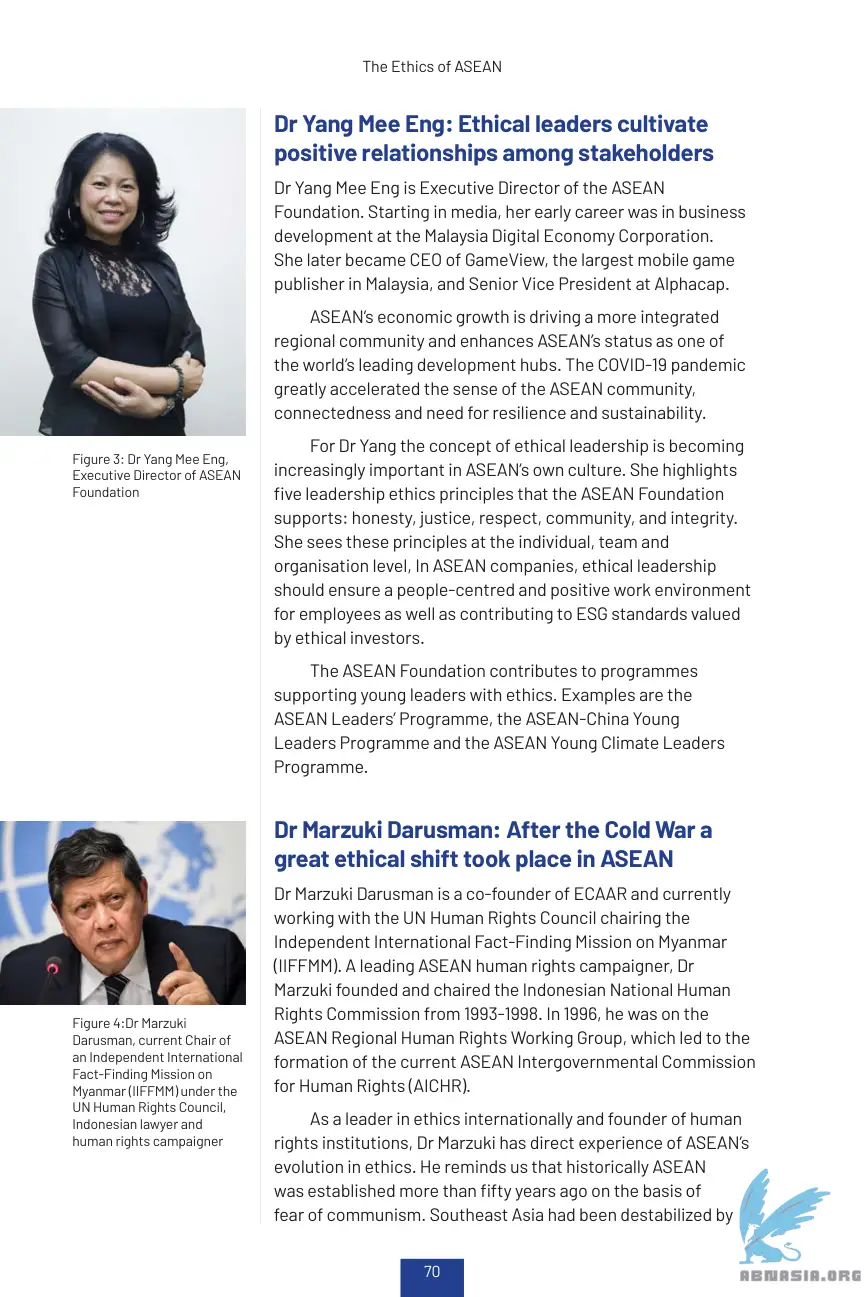 The Ethics of ASEAN
Dr Yang Mee Eng: Ethical leaders cultivate
positive relationships among stakeholders
Dr Yang Mee Eng is Executive Director of the ASEAN
Foundation. Starting in media, her early career was in business
development at the Malaysia Digital Economy Corporation.
She later became CEO of GameView, the largest mobile game
publisher in Malaysia, and Senior Vice President at Alphacap.
ASEAN's economic growth is driving a more integrated
regional community and enhances ASEAN's status as one of
the world's leading development hubs. The COVID-19 pandemic
greatly accelerated the sense of the ASEAN community,
connectedness and need for resilience and sustainability.
For Dr Yang the concept of ethical leadership is becoming
increasingly important in ASEAN's own culture. She highlights
five leadership ethics principles that the ASEAN Foundation
supports: honesty, justice, respect, community, and integrity.
She sees these principles at the individual, team and
organisation level, In ASEAN companies, ethical leadership
should ensure a people-centred and positive work environment
for employees as well as contributing to ESG standards valued
by ethical investors.
The ASEAN Foundation contributes to programmes
supporting young leaders with ethics. Examples are the
ASEAN Leaders' Programme, the ASEAN-China Young
Leaders Programme and the ASEAN Young Climate Leaders
Programme.
Figure 3: Dr Yang Mee Eng,
Executive Director of ASEAN
Foundation
Dr Marzuki Darusman: After the Cold War a
great ethical shift took place in ASEAN
Dr Marzuki Darusman is a co-founder of ECAAR and currently
working with the UN Human Rights Council chairing the
Independent International Fact-Finding Mission on Myanmar
(IIFFMM). A leading ASEAN human rights campaigner, Dr
Marzuki founded and chaired the Indonesian National Human
Rights Commission from 1993-1998. In 1996, he was on the
ASEAN Regional Human Rights Working Group, which led to the
formation of the current ASEAN Intergovernmental Commission
for Human Rights (AICHR).
As a leader in ethics internationally and founder of human
rights institutions, Dr Marzuki has direct experience of ASEAN's
evolution in ethics. He reminds us that historically ASEAN
was established more than fifty years ago on the basis of
fear of communism. Southeast Asia had been destabilized by
Figure 4:Dr Marzuki
Darusman, current Chair of
an Independent International
Fact-Finding Mission on
Myanmar (IIFFMM) under the
UN Human Rights Council,
Indonesian lawyer and
human rights campaigner
70
ABNASIA.ORG